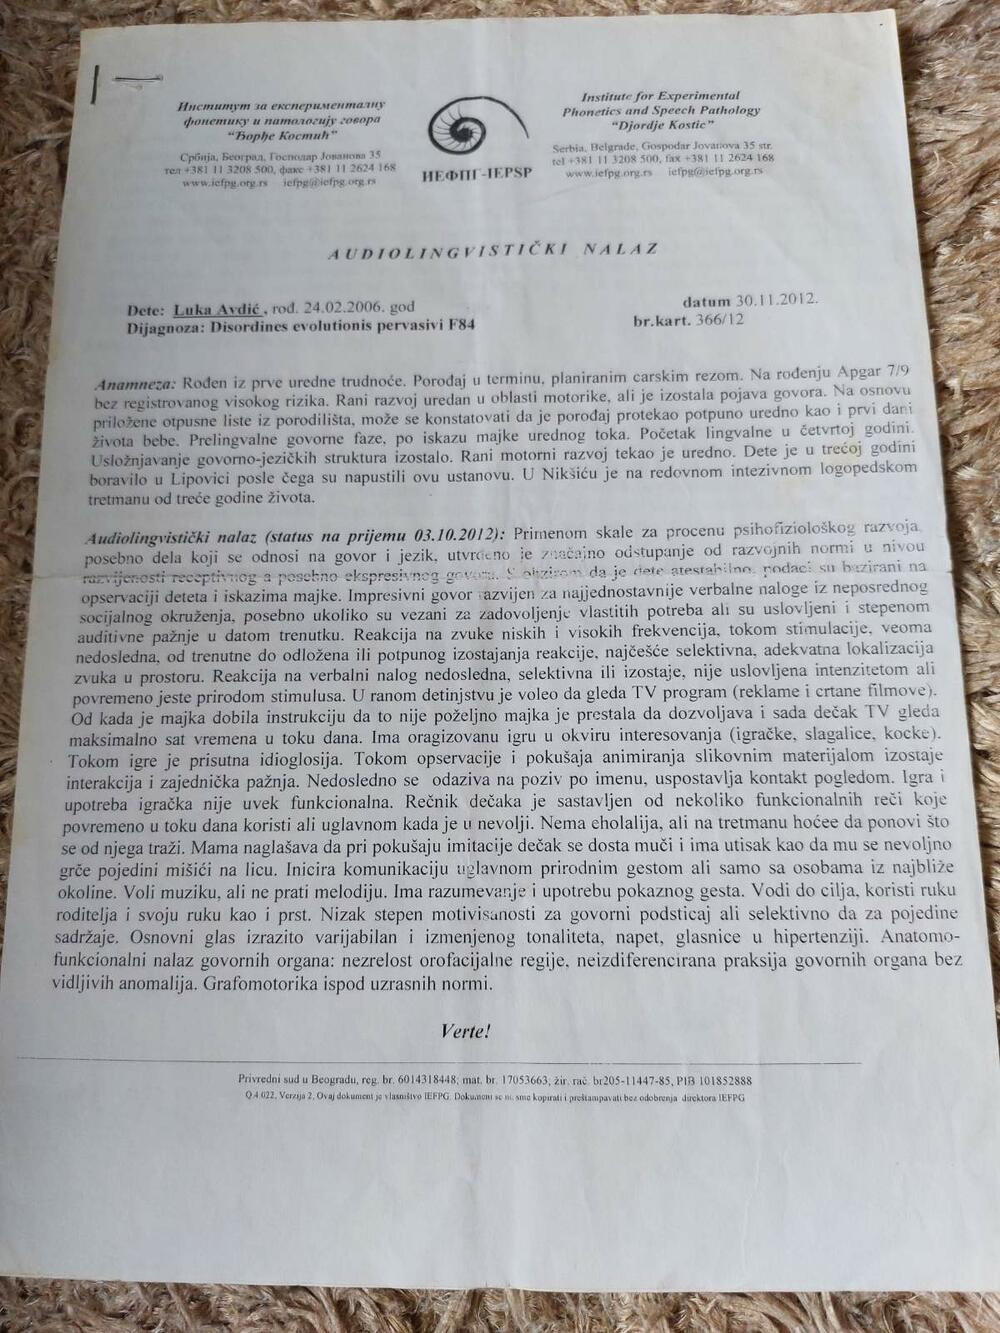 Институт за експерименталну
фонетику и патологију говора
"Ђорђе Костић"
Србија, Београд, Господар Јованова 35
тел +381 11 3208 500, факс +381 11 2624 168
www.iefpg.org.rs iefpg@iefpg.org.rs
ИЕФПГ-IEPSP
Institute for Experimental
Phonetics and Speech Pathology
"Djordje Kostic"
Serbia, Belgrade, Gospodar Jovanova 35 str.
tel +381 11 3208 500, fax +381 11 2624 168
www.iefpg.org.rs iefpg@iefpg.org.rs
AUDIOLINGVISTIČKI NALAZ
Dete: Luka Avdić, rod. 24.02.2006. god
datum 30.11.2012.
Dijagnoza: Disordines evolutionis pervasivi F84
br.kart. 366/12
Anamneza: Rođen iz prve uredne trudnoće. Porođaj u terminu, planiranim carskim rezom. Na rođenju Apgar 7/9
bez registrovanog visokog rizika. Rani razvoj uredan u oblasti motorike, ali je izostala pojava govora. Na osnovu
priložene otpusne liste iz porodilišta, može se konstatovati da je porođaj protekao potpuno uredno kao i prvi dani
života bebe. Prelingvalne govorne faze, po iskazu majke urednog toka. Početak lingvalne u četvrtoj godini.
Usložnjavanje govorno-jezičkih struktura izostalo. Rani motorni razvoj tekao je uredno. Dete je u trećoj godini
boravilo u Lipovici posle čega su napustili ovu ustanovu. U Nikšiću je na redovnom intezivnom logopedskom
tretmanu od treće godine života.
Audiolingvistički nalaz (status na prijemu 03.10.2012): Primenom skale za procenu psihofiziološkog razvoja,
posebno dela koji se odnosi na govor i jezik, utvrđeno je značajno odstupanje od razvojnih normi u nivou
razvijenosti receptivnog a posebno ekspresivnog govora. S obzirom da je dete atestabilno, podaci su bazirani na
opservaciji deteta i iskazima majke. Impresivni govor razvijen za najjednostavnije verbalne naloge iz neposrednog
socijalnog okruženja, posebno ukoliko su vezani za zadovoljenje vlastitih potreba ali su uslovljeni i stepenom
auditivne pažnje u datom trenutku. Reakcija na zvuke niskih i visokih frekvencija, tokom stimulacije, veoma
nedosledna, od trenutne do odložena ili potpunog izostajanja reakcije, najčešće selektivna, adekvatna lokalizacija
zvuka u prostoru. Reakcija na verbalni nalog nedosledna, selektivna ili izostaje, nije uslovljena intenzitetom ali
povremeno jeste prirodom stimulusa. U ranom detinjstvu je voleo da gleda TV program (reklame i crtane filmove).
Od kada je majka dobila instrukciju da to nije poželjno majka je prestala da dozvoljava i sada dečak TV gleda
maksimalno sat vremena u toku dana. Ima oragizovanu igru u okviru interesovanja (igračke, slagalice, kocke).
Tokom igre je prisutna idioglosija. Tokom opservacije i pokušaja animiranja slikovnim materijalom izostaje
interakcija i zajednička pažnja. Nedosledno se odaziva na poziv po imenu, uspostavlja kontakt pogledom. Igra i
upotreba igračka nije uvek funkcionalna. Rečnik dečaka je sastavljen od nekoliko funkcionalnih reči koje
povremeno u toku dana koristi ali uglavnom kada je u nevolji. Nema eholalija, ali na tretmanu hoćee da ponovi što
se od njega traži. Mama naglašava da pri pokušaju imitacije dečak se dosta muči i ima utisak kao da mu se nevoljno
grče pojedini mišići na licu. Inicira komunikaciju uglavnom prirodnim gestom ali samo sa osobama iz najbliže
okoline. Voli muziku, ali ne prati melodiju. Ima razumevanje i upotrebu pokaznog gesta. Vodi do cilja, koristi ruku
roditelja i svoju ruku kao i prst. Nizak stepen motivisanosti za govorni podsticaj ali selektivno da za pojedine
sadržaje. Osnovni glas izrazito varijabilan i izmenjenog tonaliteta, napet, glasnice u hipertenziji. Anatomo-
funkcionalni nalaz govornih organa: nezrelost orofacijalne regije, neizdiferencirana praksija govornih organa bez
vidljivih anomalija. Grafomotorika ispod uzrasnih normi.
Verte!
Privredni sud u Beogradu, reg. br. 6014318448; mat. br. 17053663; žir. rač. br205-11447-85, PIB 101852888
Q.4.022, Verzija 2, Ovaj dokument je vlasništvo IEFPG. Dokument se ne sme kopirati i preštampavati bez odobrenja direktora IEFPG